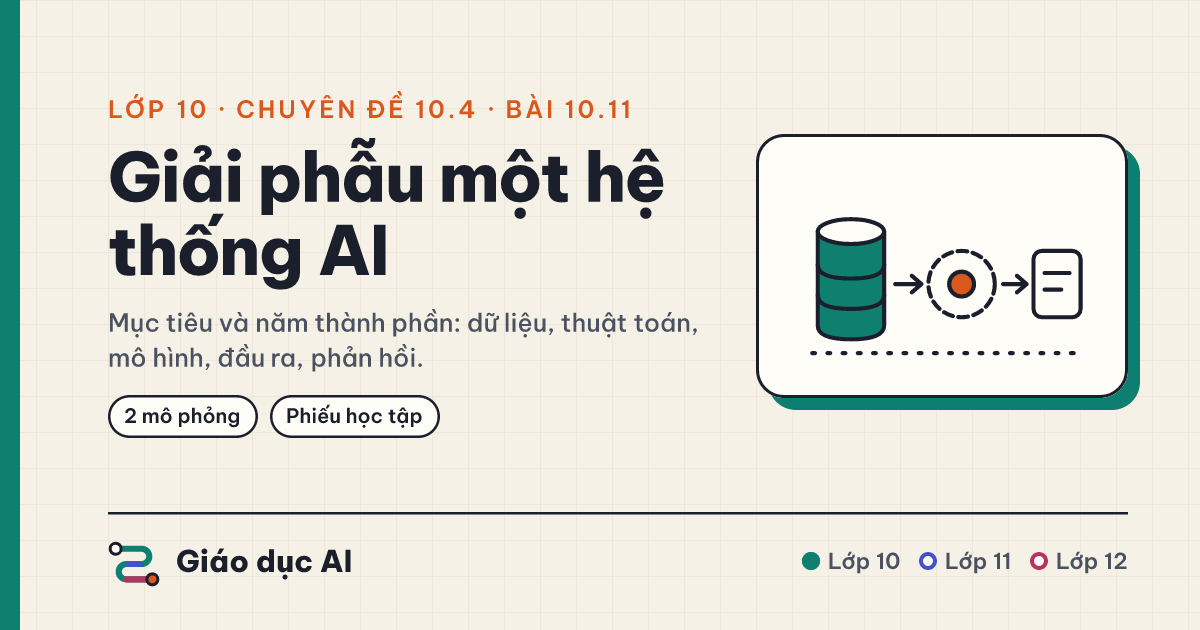 LỚP 10 · CHUYÊN ĐỀ 10.4 · BÀI 10.11
Giải phẫu một hệ
thống AI
Mục tiêu và năm thành phần: dữ liệu, thuật toán,
mô hình, đầu ra, phản hồi.
2 mô phỏng
Phiếu học tập
Giáo dục AI
Lớp 10
Lớp 11
Lớp 12